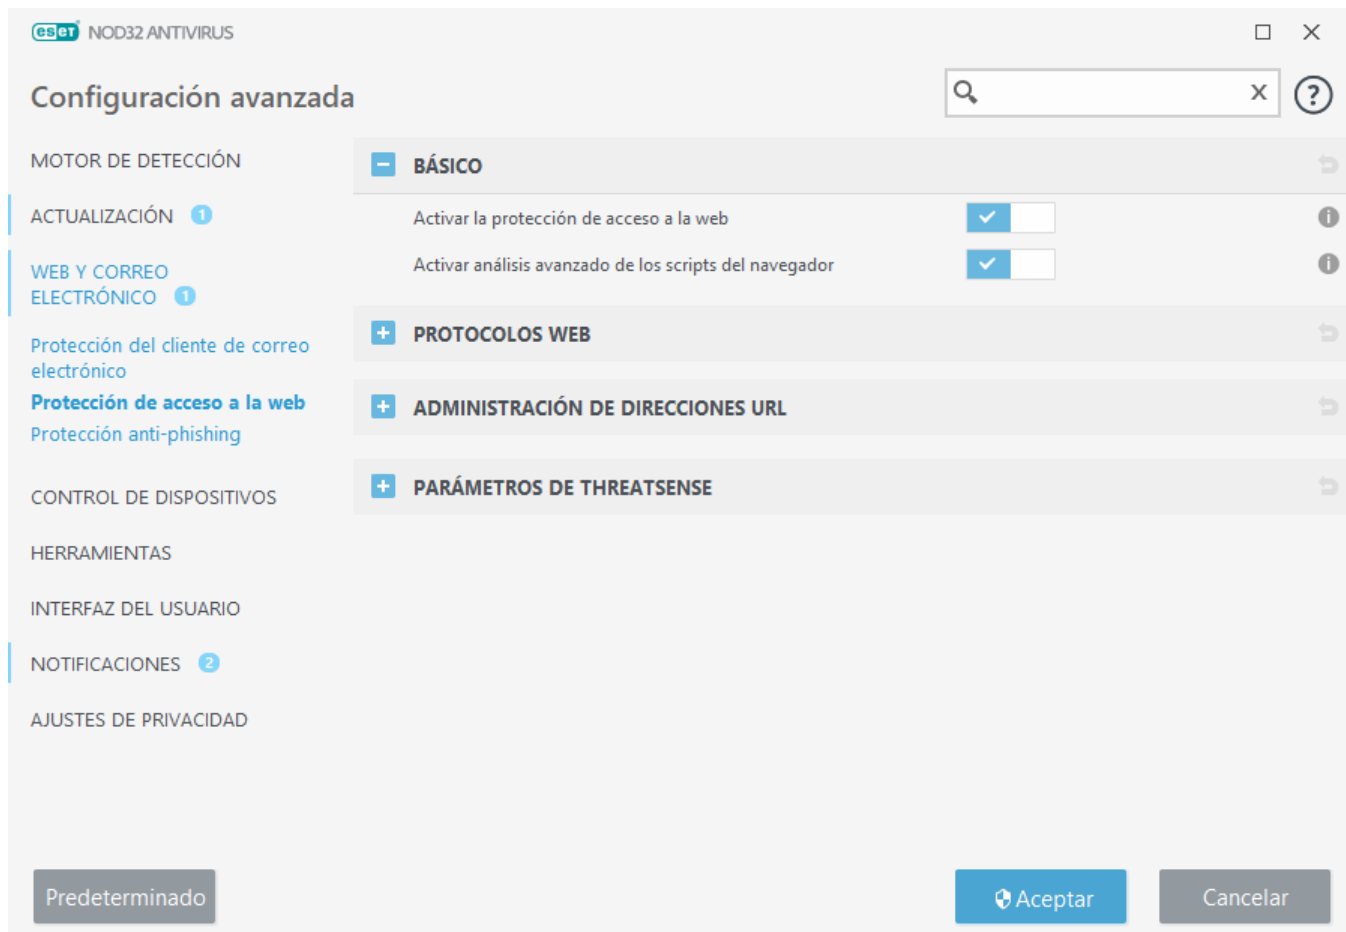 eseT NOD32 ANTIVIRUS
Configuración avanzada
x
?
MOTOR DE DETECCIÓN
ACTUALIZACIÓN 1
WEB Y CORREO
ELECTRÓNICO 1
Protección del cliente de correo
electrónico
Protección de acceso a la web
Protección anti-phishing
CONTROL DE DISPOSITIVOS
HERRAMIENTAS
INTERFAZ DEL USUARIO
NOTIFICACIONES 2
AJUSTES DE PRIVACIDAD
BÁSICO
Activar la protección de acceso a la web
Activar análisis avanzado de los scripts del navegador
PROTOCOLOS WEB
ADMINISTRACIÓN DE DIRECCIONES URL
PARÁMETROS DE THREATSENSE
Predeterminado
Aceptar
Cancelar